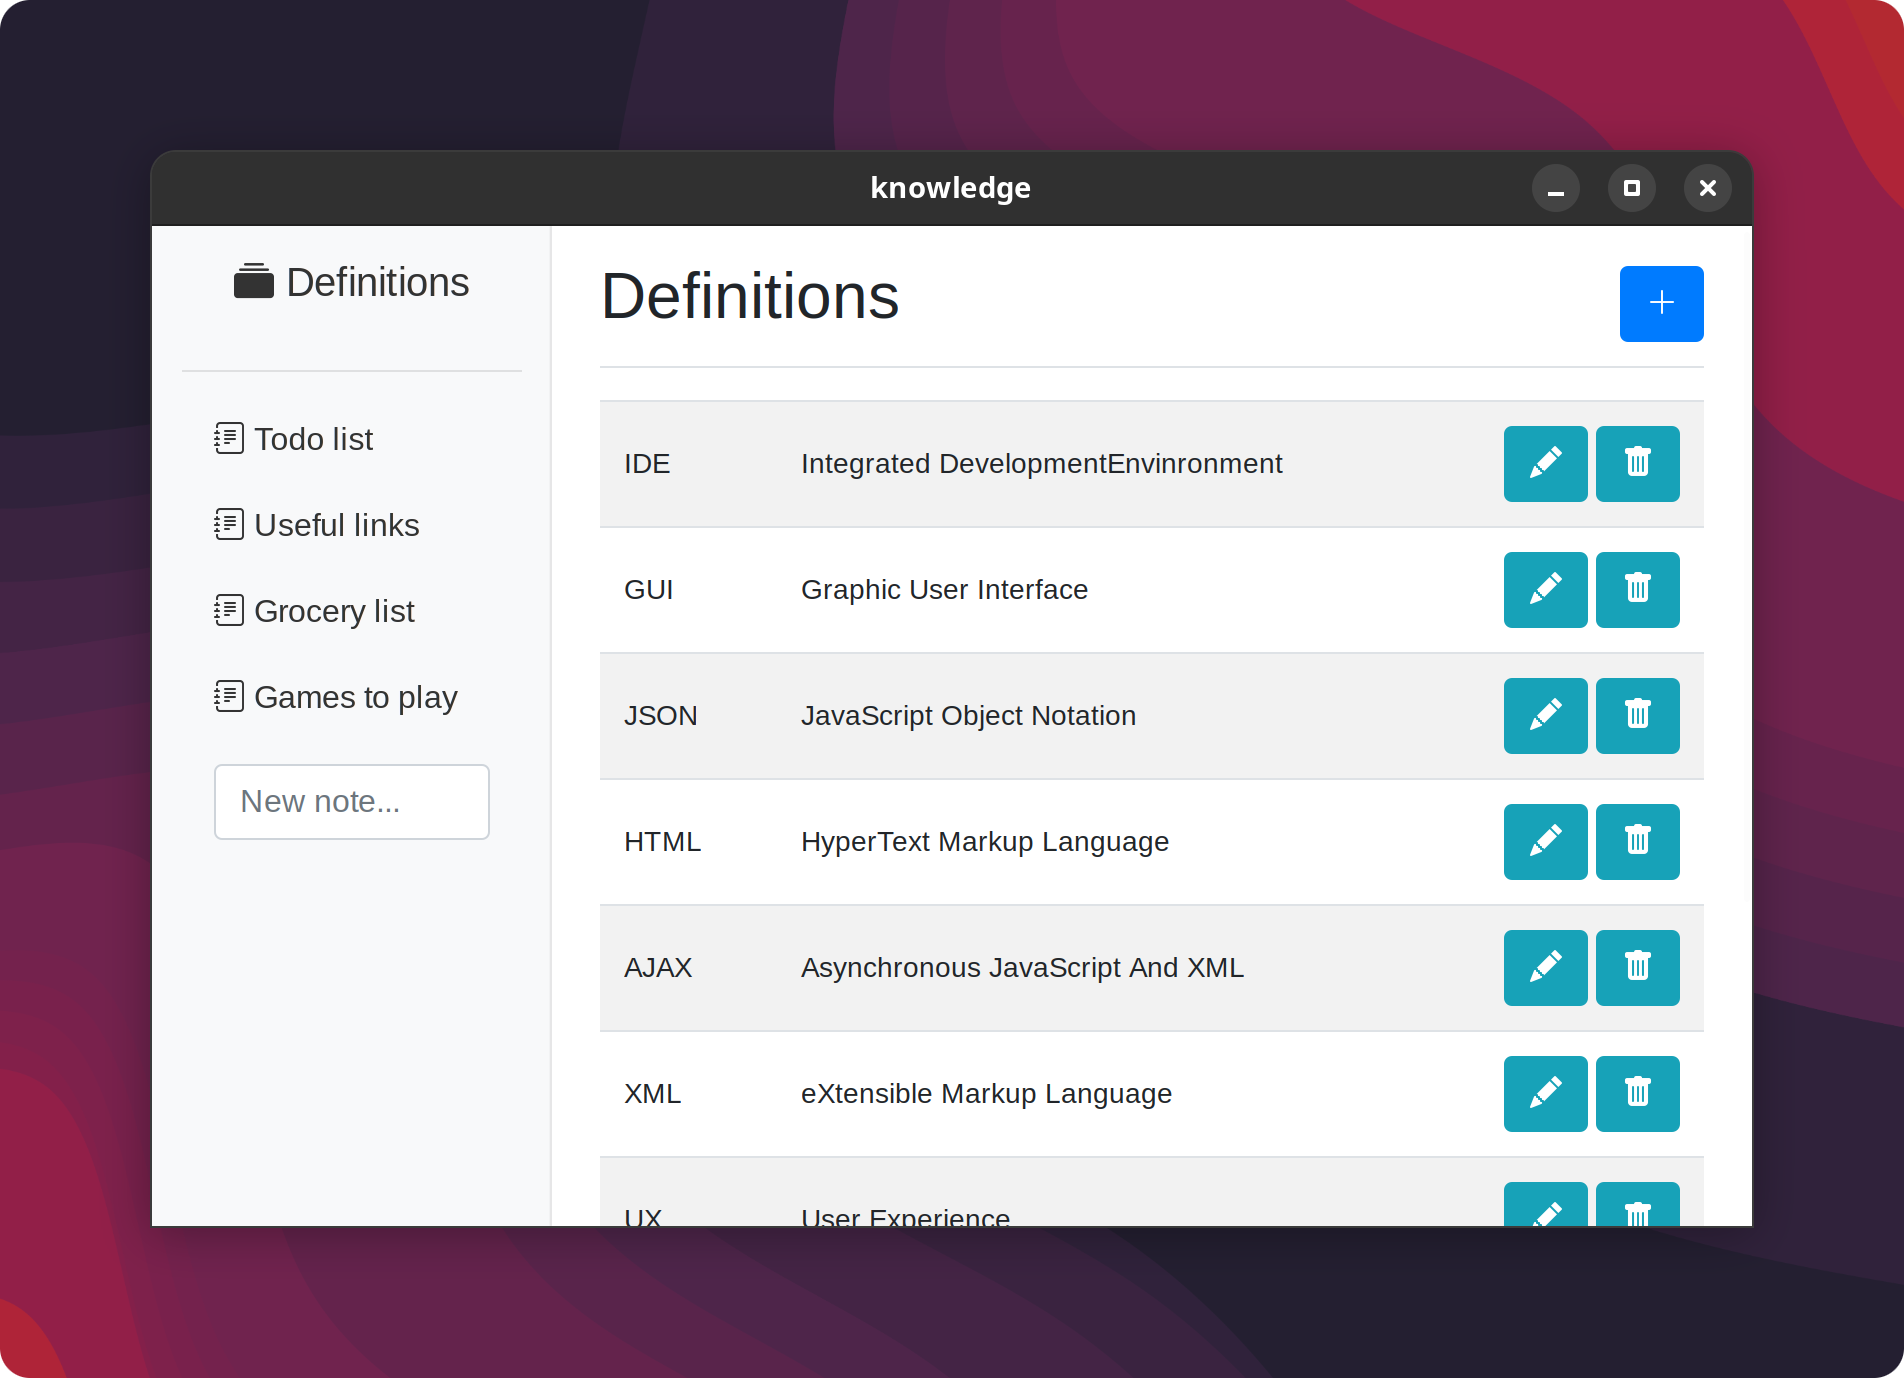 knowledge
Definitions
Todo list
Useful links
Grocery list
Games to play
New note...
Definitions
IDE Integrated DevelopmentEnvinronment
GUI Graphic User Interface
JSON JavaScript Object Notation
HTML HyperText Markup Language
AJAX Asynchronous JavaScript And XML
XML eXtensible Markup Language
UX User Experience